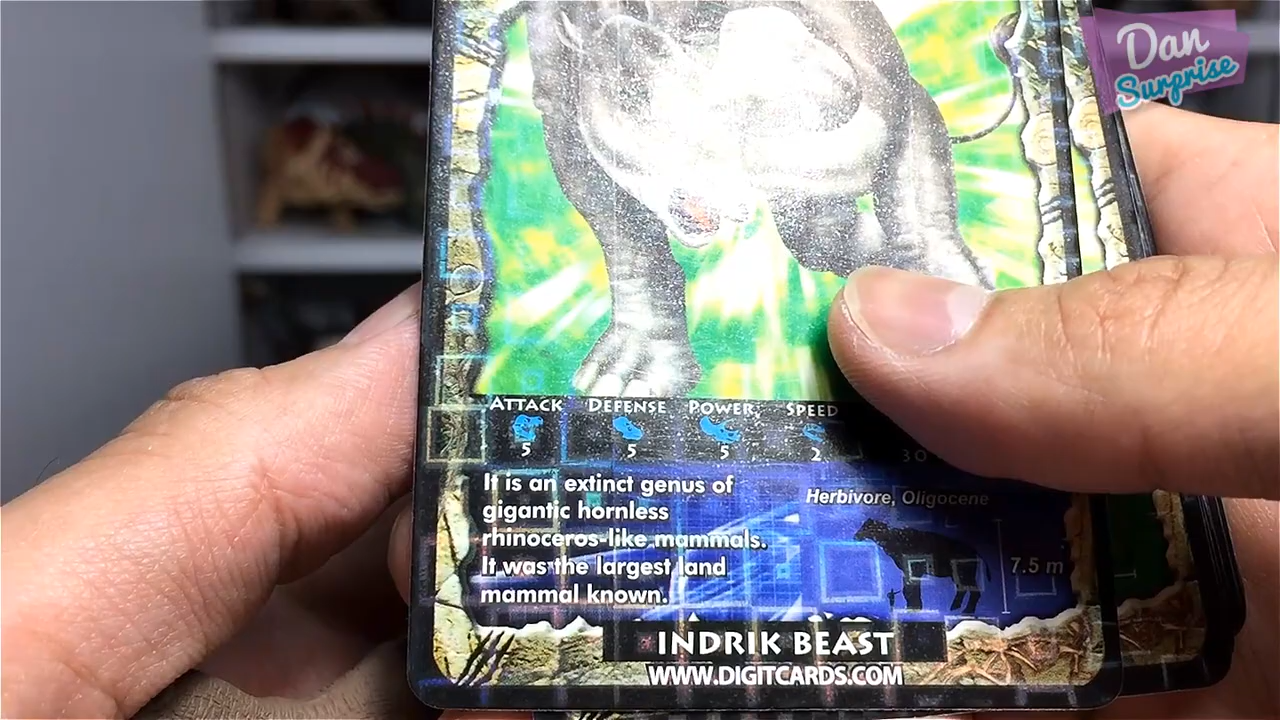 Dan
Surprise
ATTACK DEFENSE POWER SPEED
5 5 5 2 30
It is an extinct genus of
gigantic hornless
rhinoceros-like mammals.
It was the largest land
mammal known.
Herbivore, Oligocene
7.5 m
INDRIK BEAST
WWW.DIGITCARDS.COM